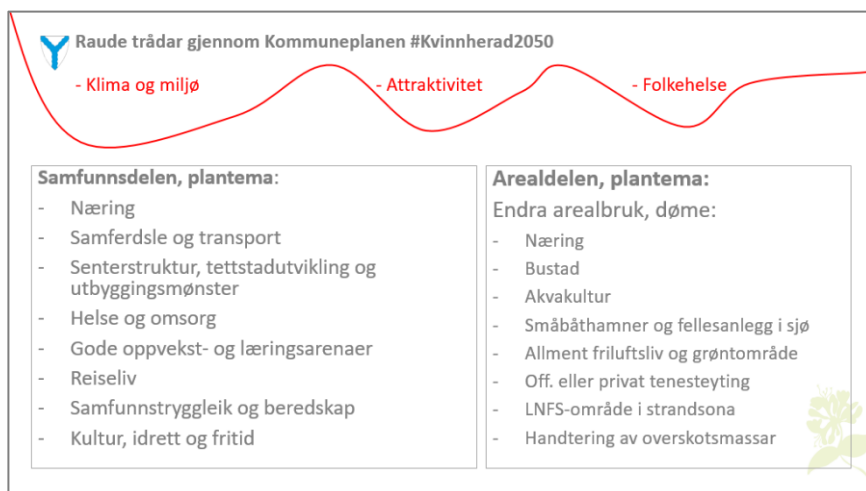 Raude trådar gjennom Kommuneplanen #Kvinnherad2050
- Klima og miljø
- Attraktivitet
- Folkehelse
Samfunnsdelen, plantema:
- Næring
- Samferdsle og transport
- Senterstruktur, tettstadutvikling og
utbyggingsmønster
- Helse og omsorg
- Gode oppvekst- og læringsarenaer
- Reiseliv
- Samfunnstryggleik og beredskap
- Kultur, idrett og fritid
Arealdelen, plantema:
Endra arealbruk, døme:
- Næring
- Bustad
- Akvakultur
- Småbåthamner og fellesanlegg i sjø
- Allment friluftsliv og grøntområde
- Off. eller privat tenesteyting
- LNFS-område i strandsona
- Handtering av overskotsmassar